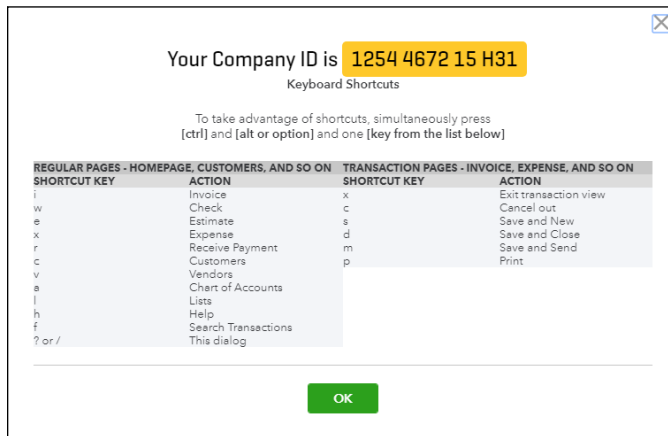 Your Company ID is 1254 4672 15 H31
Keyboard Shortcuts
To take advantage of shortcuts, simultaneously press
[ctrl] and [alt or option] and one [key from the list below]
REGULAR PAGES - HOMEPAGE, CUSTOMERS, AND SO ON TRANSACTION PAGES - INVOICE, EXPENSE, AND SO ON
SHORTCUT KEY ACTION SHORTCUT KEY ACTION
i Invoice x Exit transaction view
w Check c Cancel out
e Estimate s Save and New
x Expense d Save and Close
r Receive Payment m Save and Send
c Customers p Print
v Vendors
a Chart of Accounts
l Lists
h Help
f Search Transactions
? or / This dialog
OK